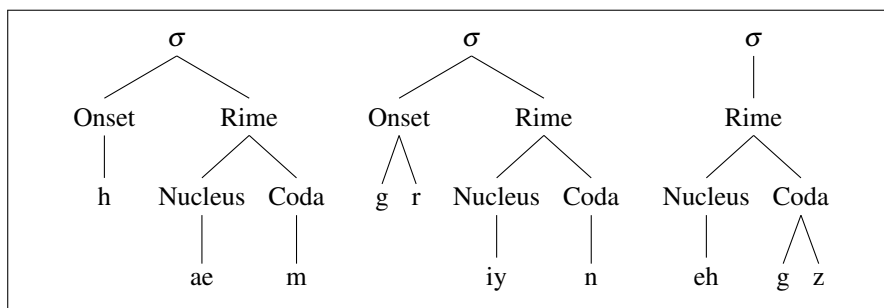 σ σ σ
Onset Rime Onset Rime Rime
h g r Nucleus Coda Nucleus Coda Nucleus Coda
ae m iy n eh g z